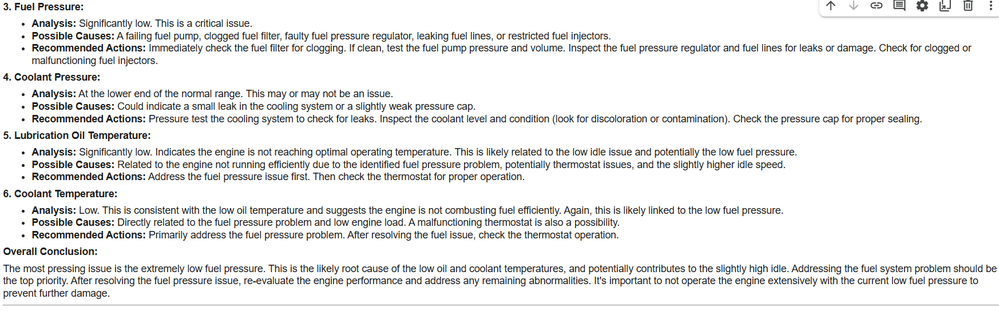 3. Fuel Pressure:
• Analysis: Significantly low. This is a critical issue.
• Possible Causes: A failing fuel pump, clogged fuel filter, faulty fuel pressure regulator, leaking fuel lines, or restricted fuel injectors.
• Recommended Actions: Immediately check the fuel filter for clogging. If clean, test the fuel pump pressure and volume. Inspect the fuel pressure regulator and fuel lines for leaks or damage. Check for clogged or
malfunctioning fuel injectors.
4. Coolant Pressure:
• Analysis: At the lower end of the normal range. This may or may not be an issue.
• Possible Causes: Could indicate a small leak in the cooling system or a slightly weak pressure cap.
• Recommended Actions: Pressure test the cooling system to check for leaks. Inspect the coolant level and condition (look for discoloration or contamination). Check the pressure cap for proper sealing.
5. Lubrication Oil Temperature:
• Analysis: Significantly low. Indicates the engine is not reaching optimal operating temperature. This is likely related to the low idle issue and potentially the low fuel pressure.
• Possible Causes: Related to the engine not running efficiently due to the identified fuel pressure problem, potentially thermostat issues, and the slightly higher idle speed.
• Recommended Actions: Address the fuel pressure issue first. Then check the thermostat for proper operation.
6. Coolant Temperature:
• Analysis: Low. This is consistent with the low oil temperature and suggests the engine is not combusting fuel efficiently. Again, this is likely linked to the low fuel pressure.
• Possible Causes: Directly related to the fuel pressure problem and low engine load. A malfunctioning thermostat is also a possibility.
• Recommended Actions: Primarily address the fuel pressure problem. After resolving the fuel issue, check the thermostat operation.
Overall Conclusion:
The most pressing issue is the extremely low fuel pressure. This is the likely root cause of the low oil and coolant temperatures, and potentially contributes to the slightly high idle. Addressing the fuel system problem should be
the top priority. After resolving the fuel pressure issue, re-evaluate the engine performance and address any remaining abnormalities. It's important to not operate the engine extensively with the current low fuel pressure to
prevent further damage.